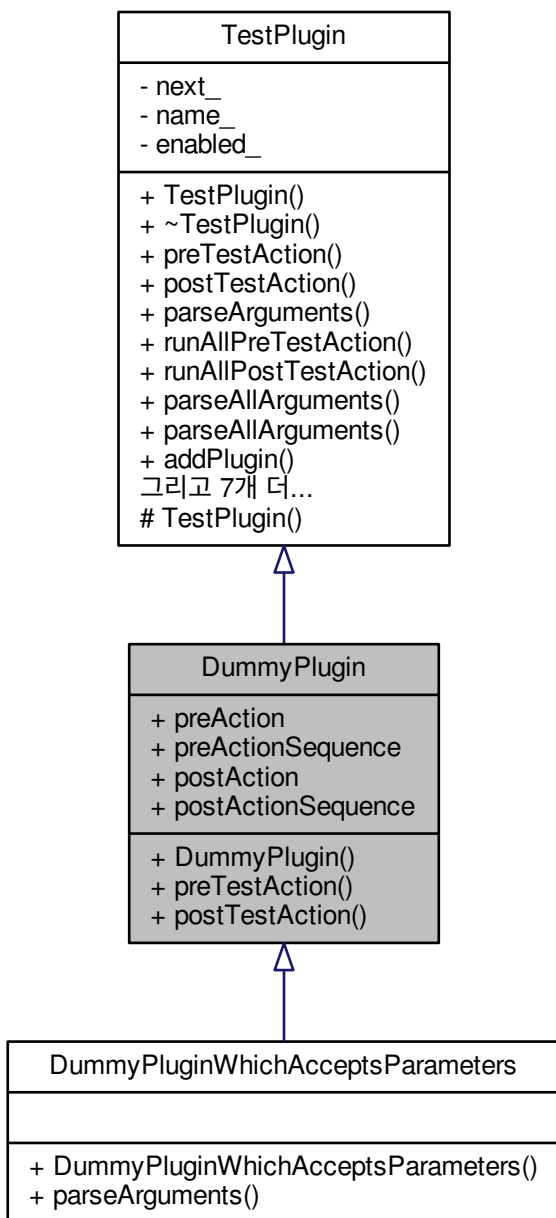 TestPlugin
- next_
- name_
- enabled_
+ TestPlugin()
+ ~TestPlugin()
+ preTestAction()
+ postTestAction()
+ parseArguments()
+ runAllPreTestAction()
+ runAllPostTestAction()
+ parseAllArguments()
+ parseAllArguments()
+ addPlugin()
그리고 7개 더...
# TestPlugin()
DummyPlugin
+ preAction
+ preActionSequence
+ postAction
+ postActionSequence
+ DummyPlugin()
+ preTestAction()
+ postTestAction()
DummyPluginWhichAcceptsParameters
+ DummyPluginWhichAcceptsParameters()
+ parseArguments()